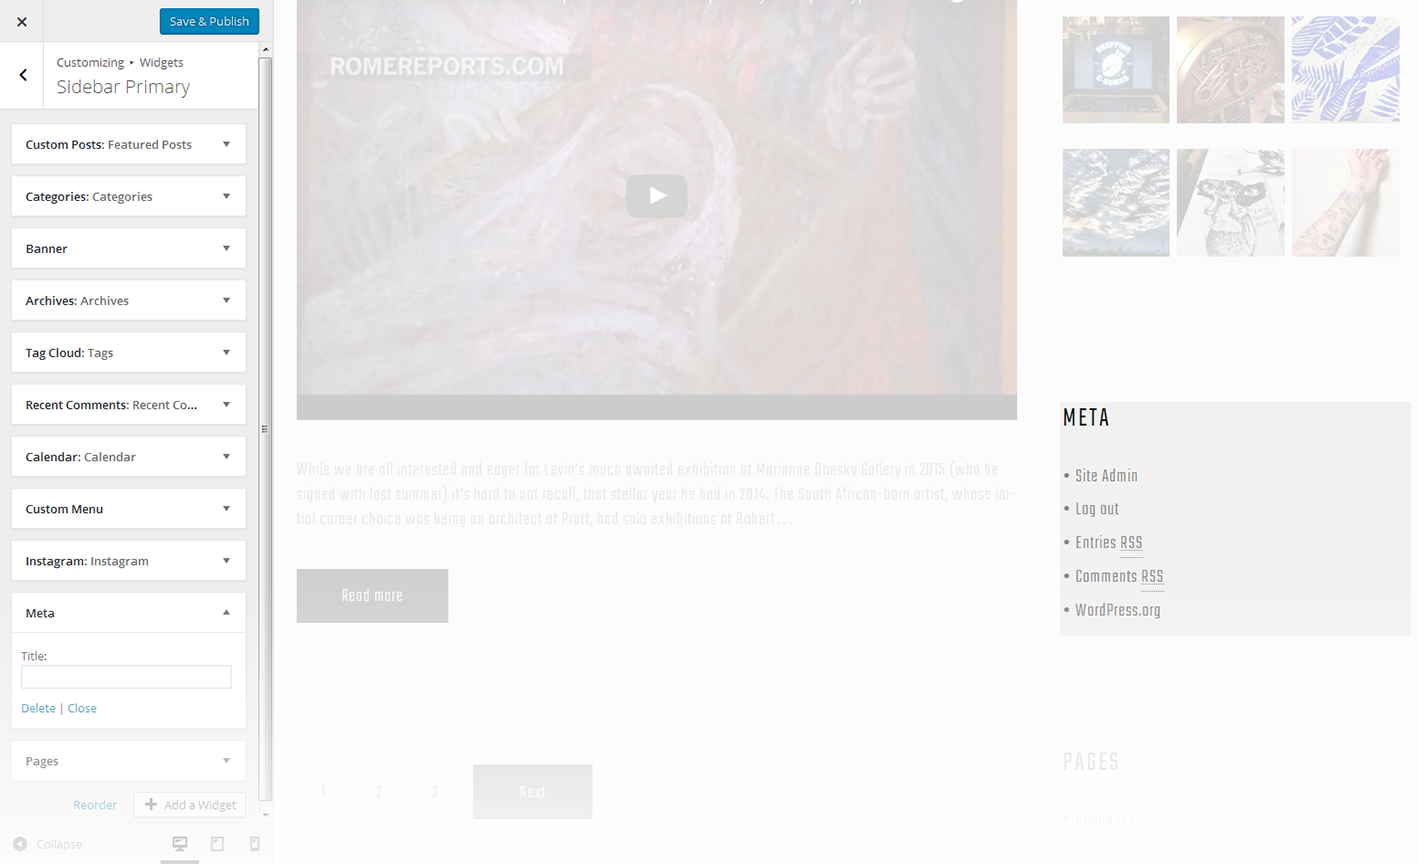 Save & Publish
Customizing ▸ Widgets
Sidebar Primary
Custom Posts: Featured Posts
Categories: Categories
Banner
Archives: Archives
Tag Cloud: Tags
Recent Comments: Recent Co...
Calendar: Calendar
Custom Menu
Instagram: Instagram
Meta
Title:
Delete | Close
Pages
Reorder
Add a Widget
Collapse
ROMEREPORTS.COM
While we are all interested and eager for Levin's much awaited exhibition at Marianne Boesky Gallery in 2015 (who he
signed with last summer) it's hard to not recall, that stellar year he had in 2014. The South African-born artist, whose ini-
tial career choice was being an architect at Pratt, had solo exhibitions at Robert...
Read more
1 2 3 Next
DROPPING
GNOMES
META
• Site Admin
• Log out
• Entries RSS
• Comments RSS
• WordPress.org
PAGES
• Biography
• Blog